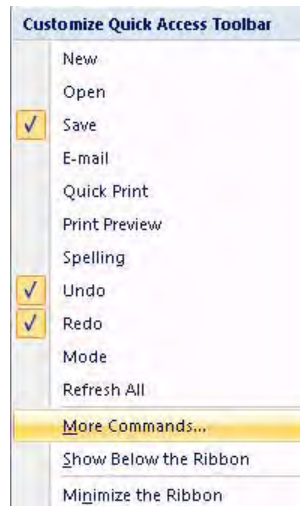 Customize Quick Access Toolbar
New
Open
Save
E-mail
Quick Print
Print Preview
Spelling
Undo
Redo
Mode
Refresh All
More Commands...
Show Below the Ribbon
Minimize the Ribbon